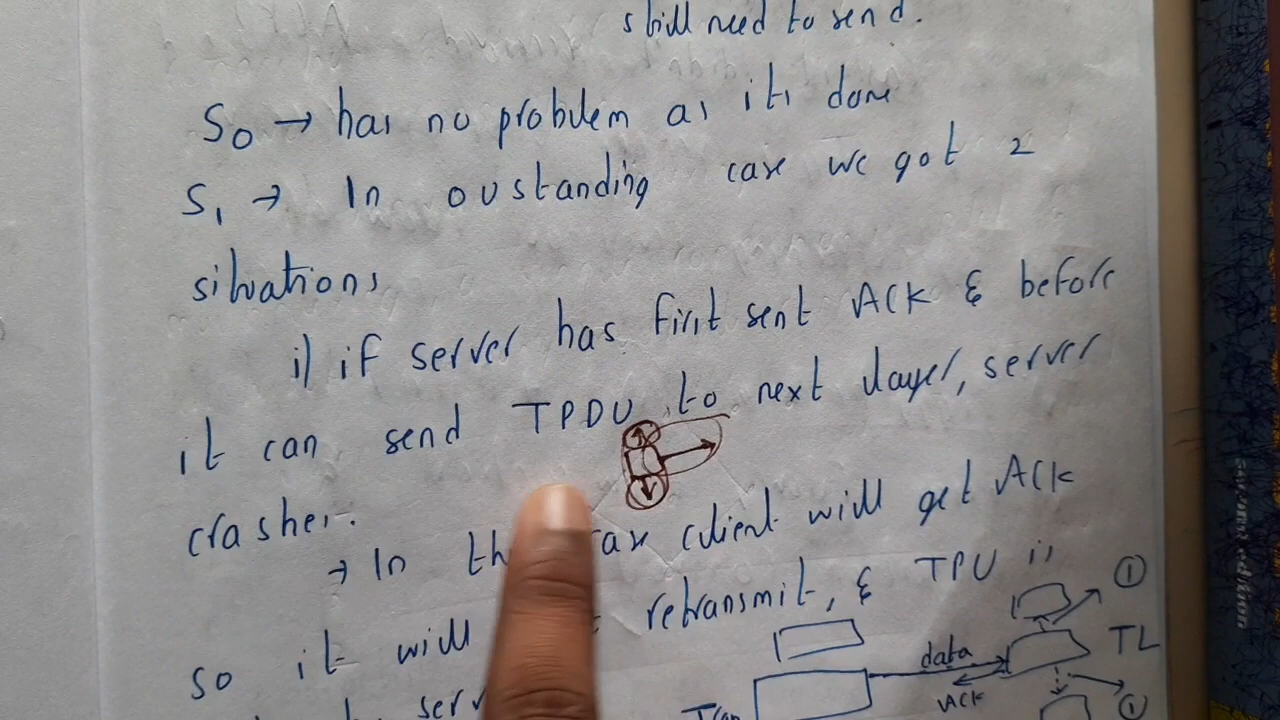 still need to send.
S0 → has no problem as its done
S1 → In oustanding case we got 2
situations
i) if server has first sent ACK & before
it can send TPDU to next layer, server
crashes.
→ In case client will get ACK
so it will retransmit, & TPU is
①
data
TL
ACK
①